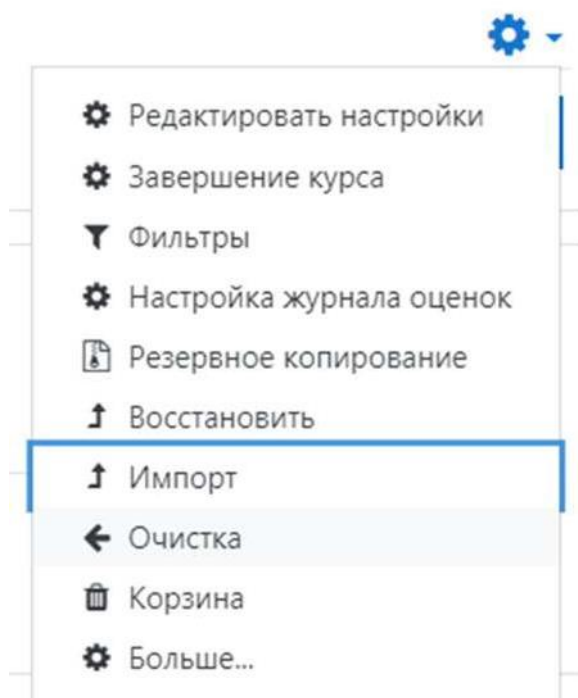 Редактировать настройки
Завершение курса
Фильтры
Настройка журнала оценок
Резервное копирование
Восстановить
Импорт
Очистка
Корзина
Больше...